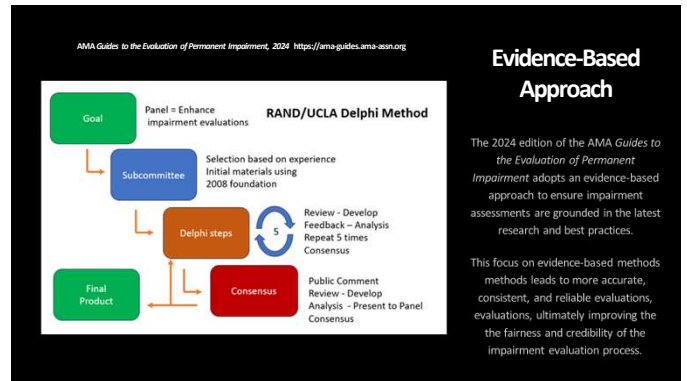 AMA Guides to the Evaluation of Permanent Impairment, 2024 https://ama-guides.ama-assn.org
Evidence-Based
Approach
RAND/UCLA Delphi Method
Goal
Panel = Enhance
impairment evaluations
Subcommittee
Selection based on experience
Initial materials using
2008 foundation
Delphi steps
5
Review - Develop
Feedback – Analysis
Repeat 5 times
Consensus
Final
Product
Consensus
Public Comment
Review - Develop
Analysis - Present to Panel
Consensus
The 2024 edition of the AMA Guides to
the Evaluation of Permanent
Impairment adopts an evidence-based
approach to ensure impairment
assessments are grounded in the latest
research and best practices.
This focus on evidence-based methods
methods leads to more accurate,
consistent, and reliable evaluations,
evaluations, ultimately improving the
the fairness and credibility of the
impairment evaluation process.